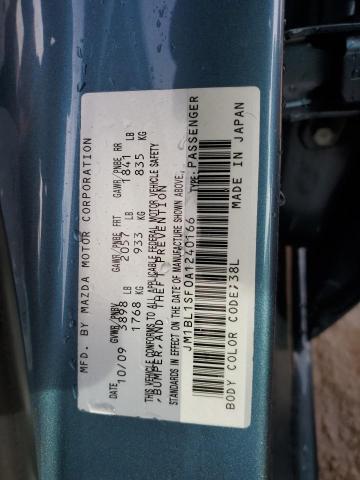 MFD. BY MAZDA MOTOR CORPORATION
10/09 GVWR/PNBV GAWR/PNBE FRT GAWR/PNBE RR
3898 LB 2057 LB 1841 LB
1768 KG 933 KG 835 KG
THIS VEHICLE CONFORMS TO ALL APPLICABLE FEDERAL MOTOR VEHICLE SAFETY
, BUMPER, AND THEFT PREVENTION
STANDARDS IN EFFECT ON THE DATE OF MANUFACTURE SHOWN ABOVE.
JM1BL1SF0A1240166 TYPE: PASSENGER
BODY COLOR CODE; 38L MADE IN JAPAN